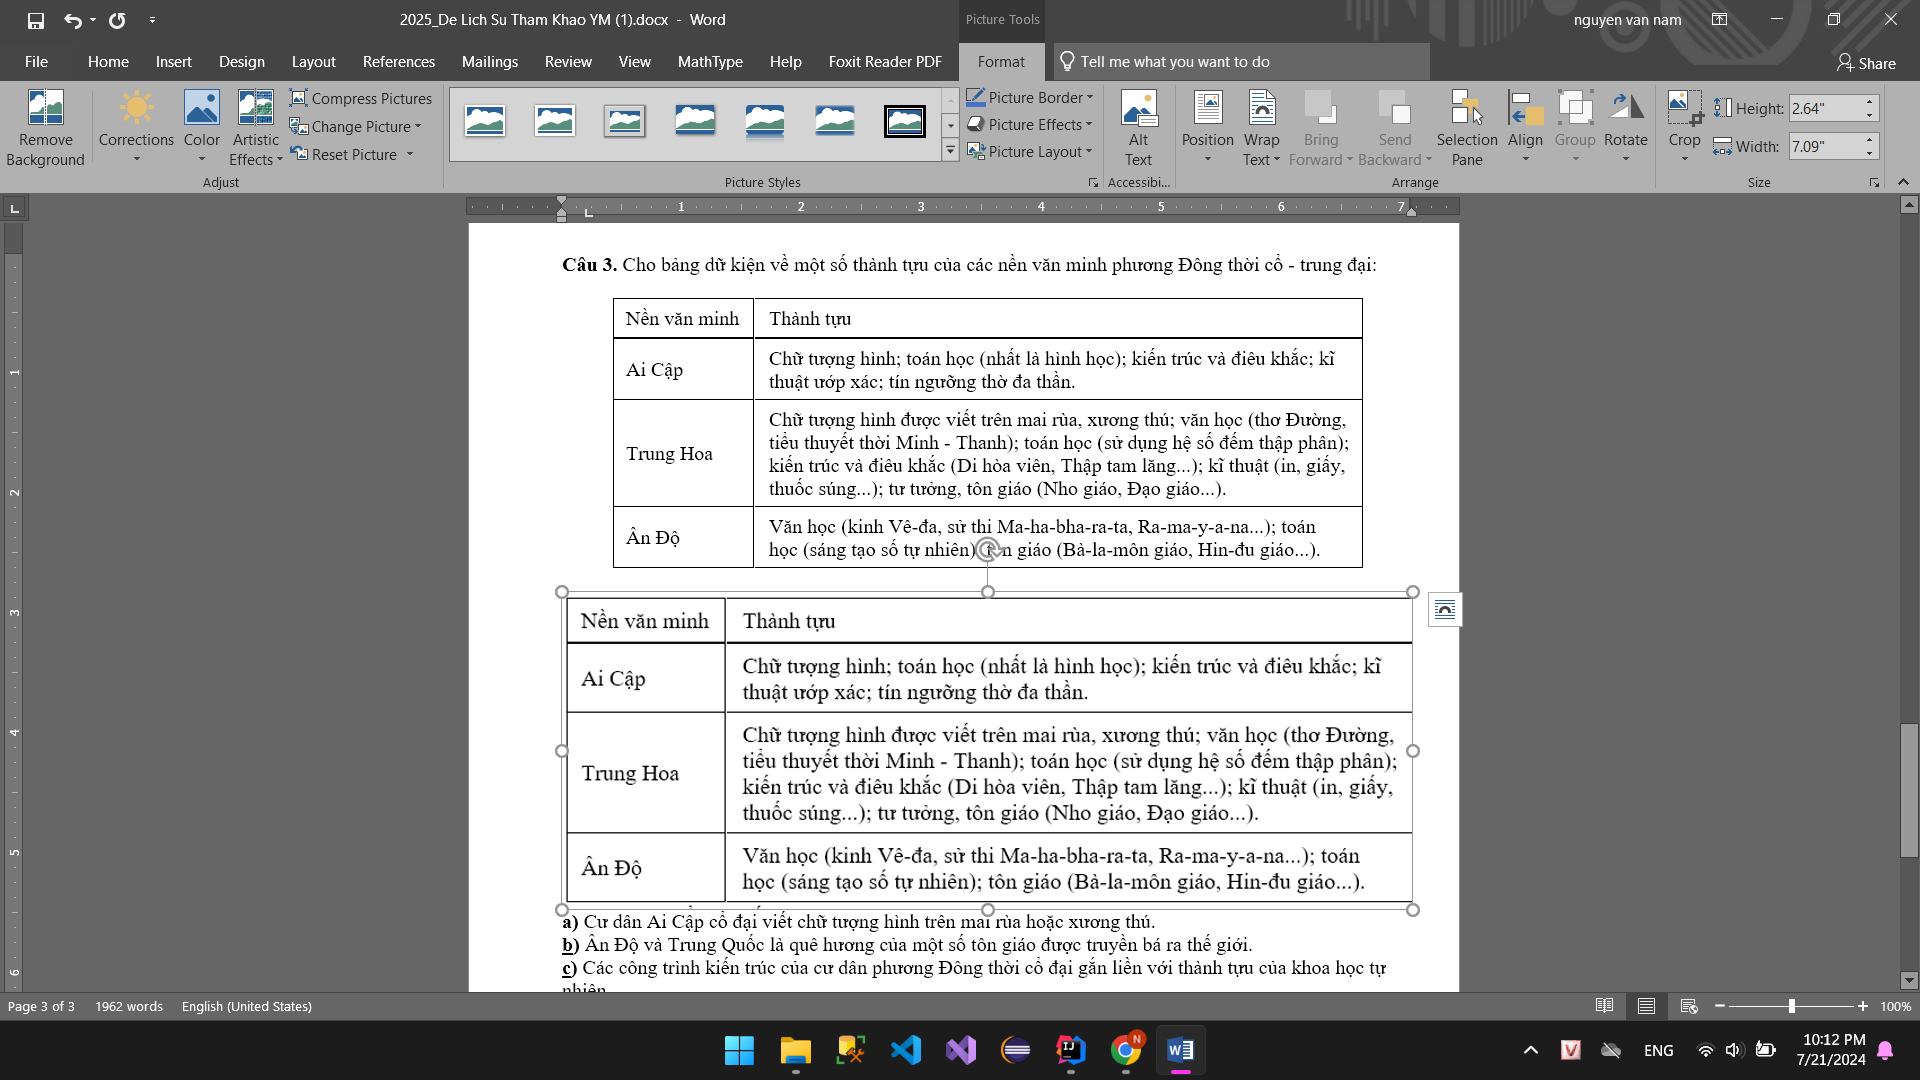 2025_De Lich Su Tham Khao YM (1).docx - Word
Picture Tools
nguyen van nam
File Home Insert Design Layout References Mailings Review View MathType Help Foxit Reader PDF Format Tell me what you want to do Share
Remove Background
Corrections
Color
Artistic Effects
Compress Pictures
Change Picture
Reset Picture
Adjust
Picture Styles
Picture Border
Picture Effects
Picture Layout
Alt Text
Accessibi...
Position
Wrap Text
Bring Forward
Send Backward
Selection Pane
Align
Group
Rotate
Arrange
Crop
Height: 2.64"
Width: 7.09"
Size
L
1 2 3 4 5 6 7
1
2
3
4
5
6
Câu 3. Cho bảng dữ kiện về một số thành tựu của các nền văn minh phương Đông thời cổ - trung đại:
Nền văn minh Thành tựu
Ai Cập
Chữ tượng hình; toán học (nhất là hình học); kiến trúc và điêu khắc; kĩ
thuật ướp xác; tín ngưỡng thờ đa thần.
Trung Hoa
Chữ tượng hình được viết trên mai rùa, xương thú; văn học (thơ Đường,
tiểu thuyết thời Minh - Thanh); toán học (sử dụng hệ số đếm thập phân);
kiến trúc và điêu khắc (Di hòa viên, Thập tam lăng...); kĩ thuật (in, giấy,
thuốc súng...); tư tưởng, tôn giáo (Nho giáo, Đạo giáo...).
Ấn Độ
Văn học (kinh Vê-đa, sử thi Ma-ha-bha-ra-ta, Ra-ma-y-a-na...); toán
học (sáng tạo số tự nhiên) giáo (Bà-la-môn giáo, Hin-đu giáo...).
Nền văn minh Thành tựu
Ai Cập
Chữ tượng hình; toán học (nhất là hình học); kiến trúc và điêu khắc; kĩ
thuật ướp xác; tín ngưỡng thờ đa thần.
Trung Hoa
Chữ tượng hình được viết trên mai rùa, xương thú; văn học (thơ Đường,
tiểu thuyết thời Minh - Thanh); toán học (sử dụng hệ số đếm thập phân);
kiến trúc và điêu khắc (Di hòa viên, Thập tam lăng...); kĩ thuật (in, giấy,
thuốc súng...); tư tưởng, tôn giáo (Nho giáo, Đạo giáo...).
Ấn Độ
Văn học (kinh Vê-đa, sử thi Ma-ha-bha-ra-ta, Ra-ma-y-a-na...); toán
học (sáng tạo số tự nhiên); tôn giáo (Bà-la-môn giáo, Hin-đu giáo...).
a) Cư dân Ai Cập cổ đại viết chữ tượng hình trên mai rùa hoặc xương thú.
b) Ấn Độ và Trung Quốc là quê hương của một số tôn giáo được truyền bá ra thế giới.
c) Các công trình kiến trúc của cư dân phương Đông thời cổ đại gắn liền với thành tựu của khoa học tự
nhiên
Page 3 of 3 1962 words English (United States) 100%
ENG
10:12 PM
7/21/2024